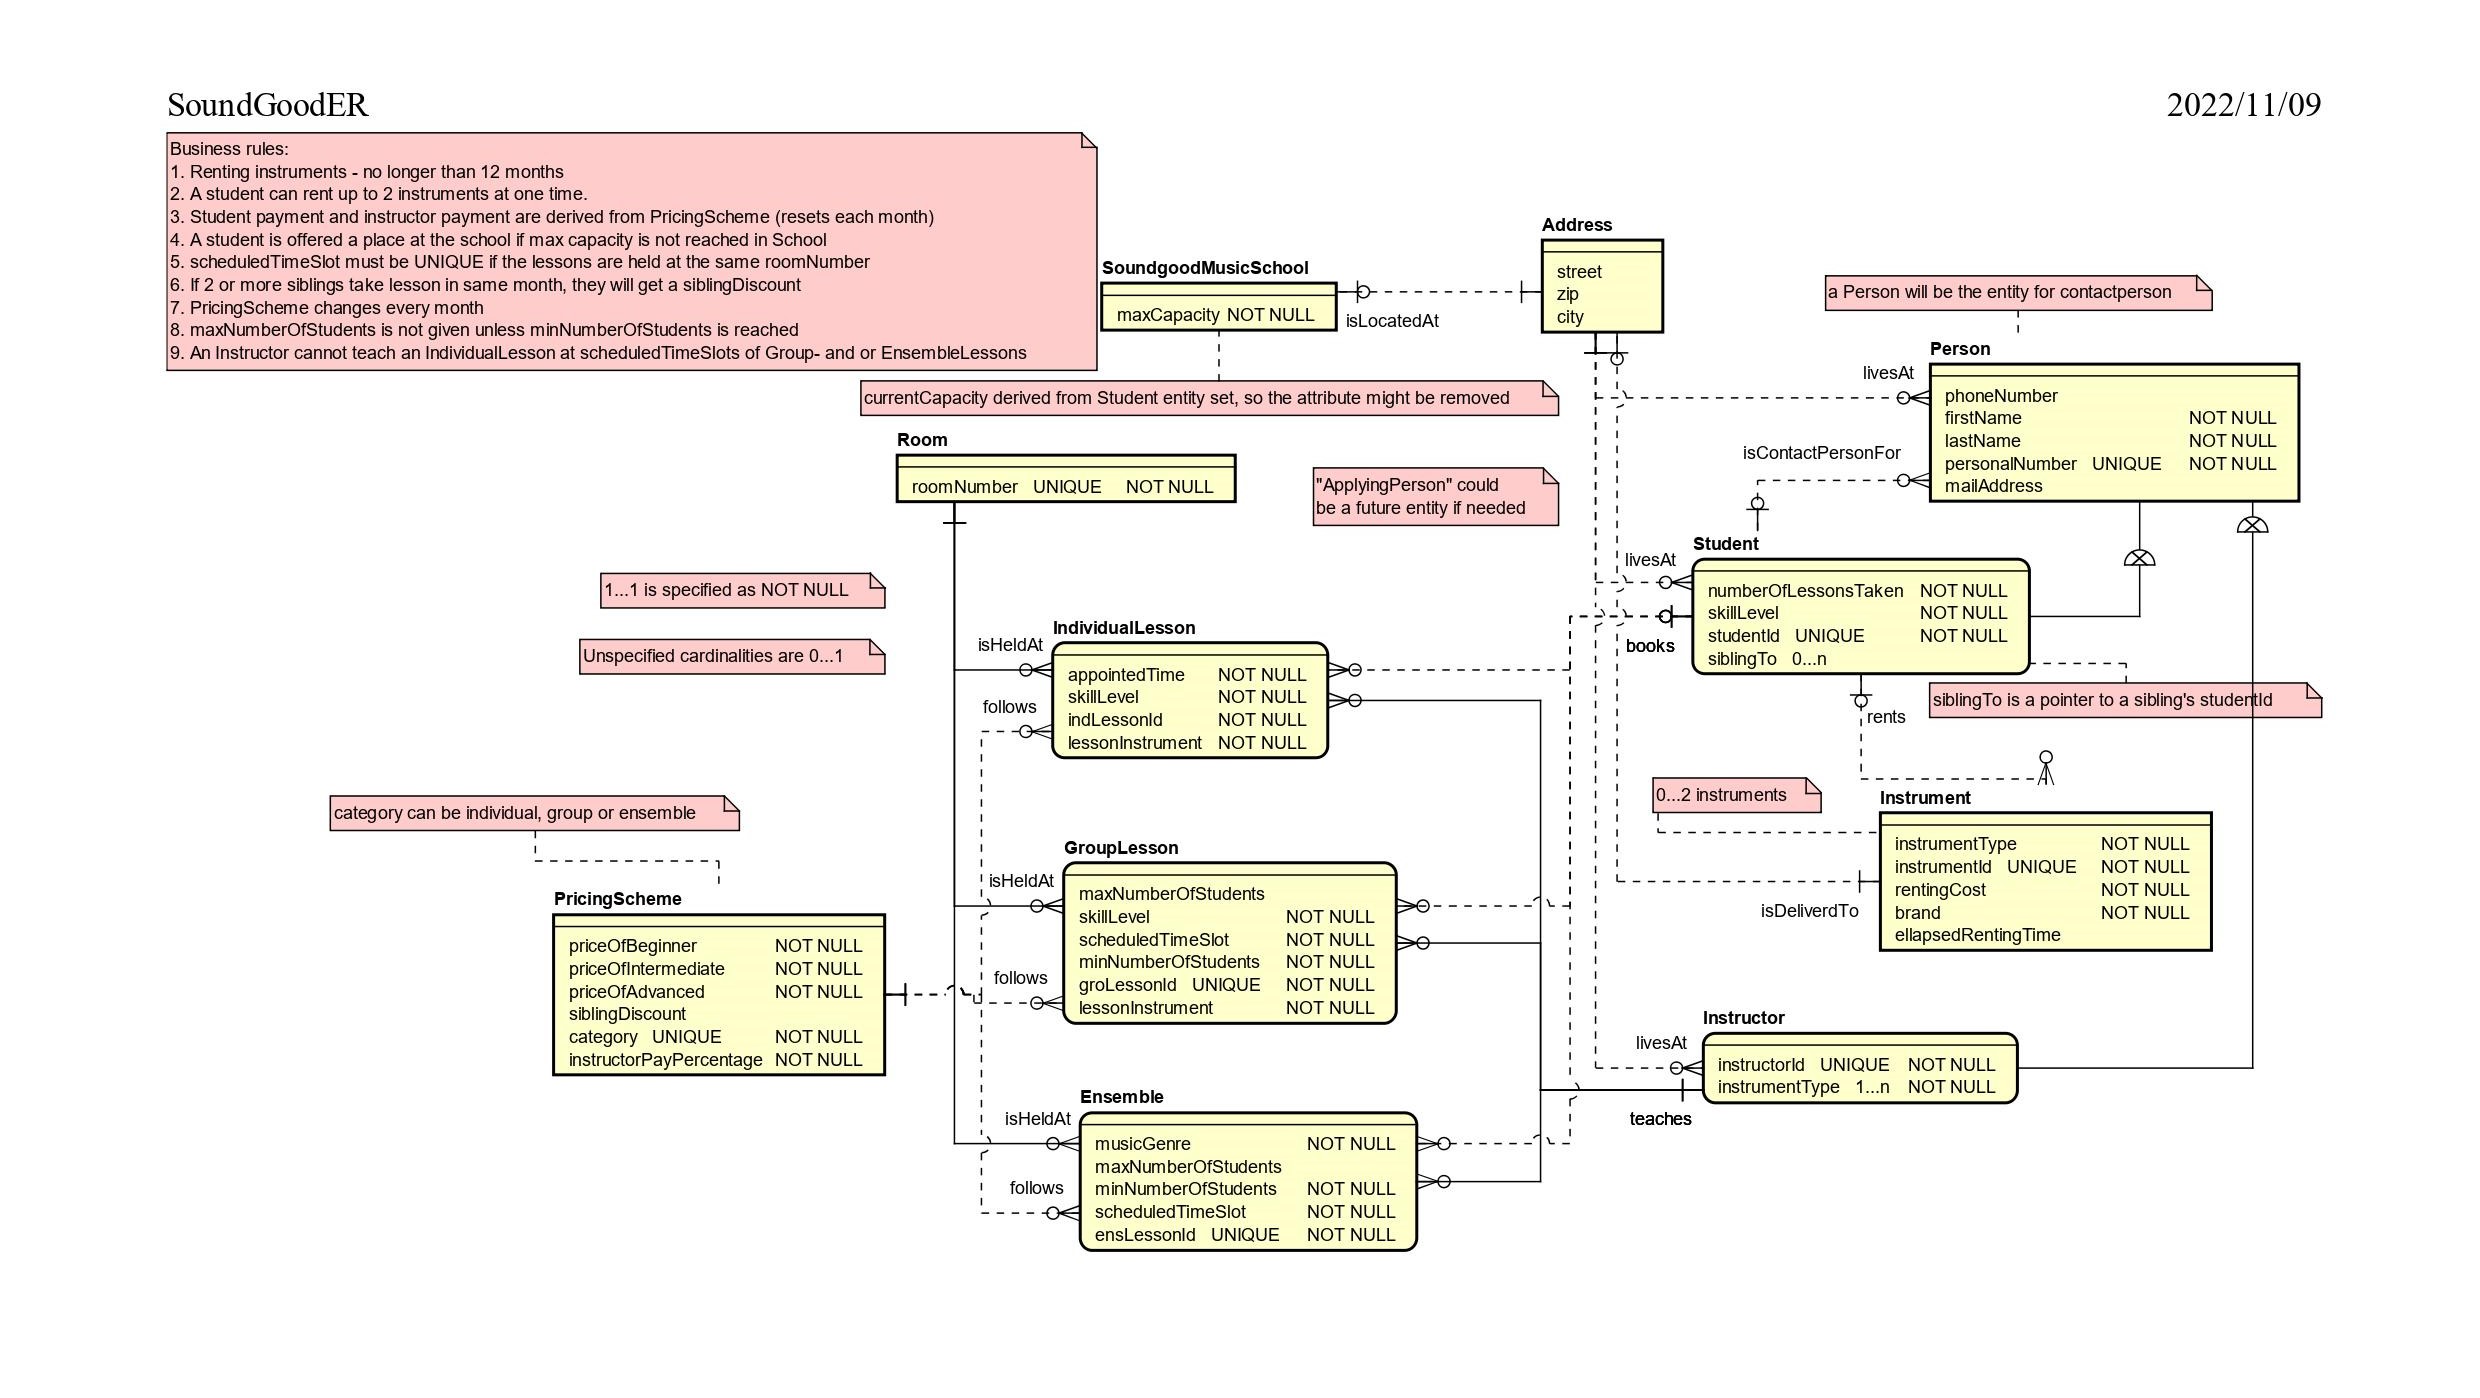 SoundGoodER
2022/11/09
Business rules:
1. Renting instruments - no longer than 12 months
2. A student can rent up to 2 instruments at one time.
3. Student payment and instructor payment are derived from PricingScheme (resets each month)
4. A student is offered a place at the school if max capacity is not reached in School
5. scheduledTimeSlot must be UNIQUE if the lessons are held at the same roomNumber
6. If 2 or more siblings take lesson in same month, they will get a siblingDiscount
7. PricingScheme changes every month
8. maxNumberOfStudents is not given unless minNumberOfStudents is reached
9. An Instructor cannot teach an IndividualLesson at scheduledTimeSlots of Group- and or EnsembleLessons
SoundgoodMusicSchool
maxCapacity NOT NULL
isLocatedAt
Address
street
zip
city
a Person will be the entity for contactperson
currentCapacity derived from Student entity set, so the attribute might be removed
Person
livesAt
phoneNumber
firstName NOT NULL
lastName NOT NULL
personalNumber UNIQUE NOT NULL
mailAddress
isContactPersonFor
Room
roomNumber UNIQUE NOT NULL
"ApplyingPerson" could
be a future entity if needed
1...1 is specified as NOT NULL
Unspecified cardinalities are 0...1
Student
livesAt
books
numberOfLessonsTaken NOT NULL
skillLevel NOT NULL
studentId UNIQUE NOT NULL
siblingTo 0...n
siblingTo is a pointer to a sibling's studentId
rents
IndividualLesson
isHeldAt
follows
appointedTime NOT NULL
skillLevel NOT NULL
indLessonId NOT NULL
lessonInstrument NOT NULL
category can be individual, group or ensemble
0...2 instruments
Instrument
instrumentType NOT NULL
instrumentId UNIQUE NOT NULL
rentingCost NOT NULL
brand NOT NULL
ellapsedRentingTime
isDeliverdTo
GroupLesson
isHeldAt
follows
maxNumberOfStudents
skillLevel NOT NULL
scheduledTimeSlot NOT NULL
minNumberOfStudents NOT NULL
groLessonId UNIQUE NOT NULL
lessonInstrument NOT NULL
PricingScheme
priceOfBeginner NOT NULL
priceOfIntermediate NOT NULL
priceOfAdvanced NOT NULL
siblingDiscount
category UNIQUE NOT NULL
instructorPayPercentage NOT NULL
Instructor
livesAt
teaches
instructorId UNIQUE NOT NULL
instrumentType 1...n NOT NULL
Ensemble
isHeldAt
follows
musicGenre NOT NULL
maxNumberOfStudents
minNumberOfStudents NOT NULL
scheduledTimeSlot NOT NULL
ensLessonId UNIQUE NOT NULL